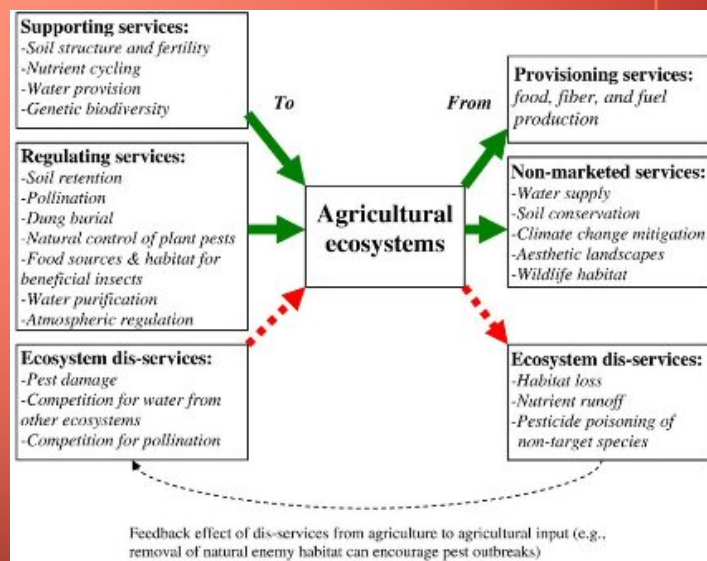 Supporting services:
-Soil structure and fertility
-Nutrient cycling
-Water provision
-Genetic biodiversity
To
From
Provisioning services:
food, fiber, and fuel
production
Regulating services:
-Soil retention
-Pollination
-Dung burial
-Natural control of plant pests
-Food sources & habitat for
beneficial insects
-Water purification
-Atmospheric regulation
Agricultural
ecosystems
Non-marketed services:
-Water supply
-Soil conservation
-Climate change mitigation
-Aesthetic landscapes
-Wildlife habitat
Ecosystem dis-services:
-Pest damage
-Competition for water from
other ecosystems
-Competition for pollination
Ecosystem dis-services:
-Habitat loss
-Nutrient runoff
-Pesticide poisoning of
non-target species
Feedback effect of dis-services from agriculture to agricultural input (e.g.,
removal of natural enemy habitat can encourage pest outbreaks)